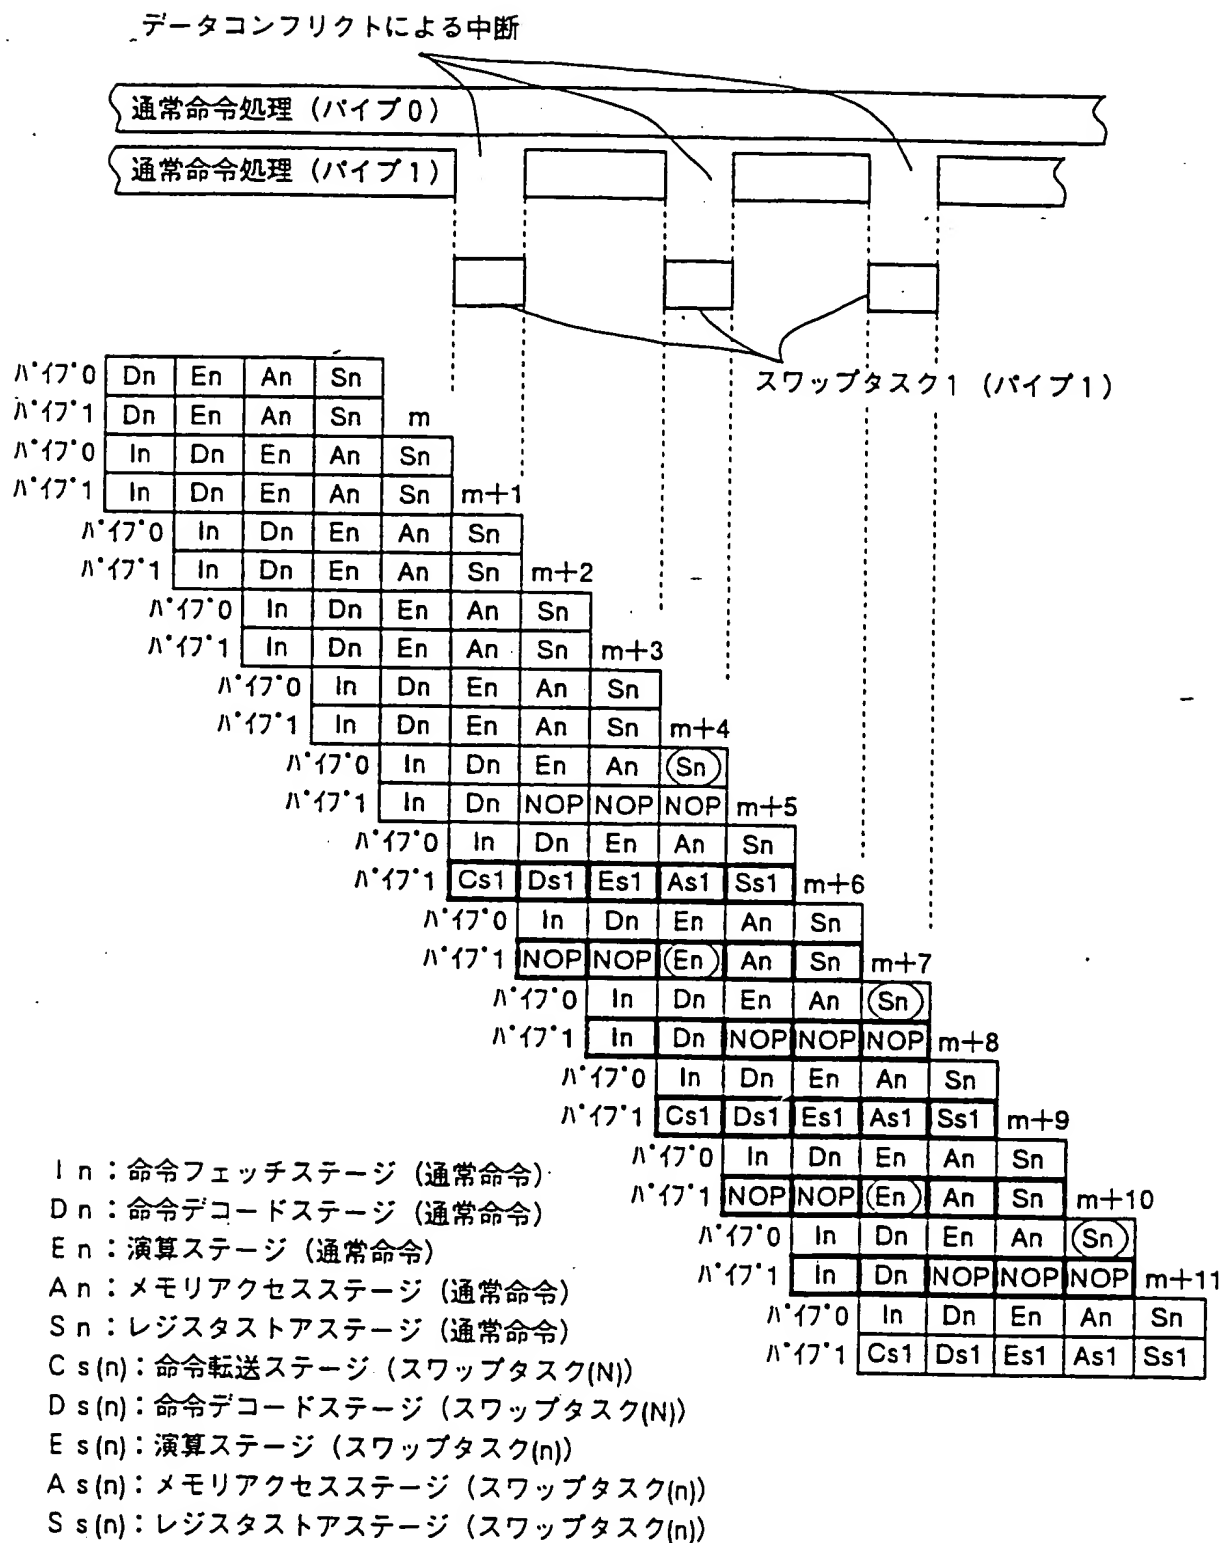 データコンフリクトによる中断
通常命令処理（パイプ0）
通常命令処理（パイプ1）
スワップタスク1（パイプ1）
パイプ0 Dn En An Sn
パイプ1 Dn En An Sn m
パイプ0 In Dn En An Sn
パイプ1 In Dn En An Sn m+1
パイプ0 In Dn En An Sn
パイプ1 In Dn En An Sn m+2
パイプ0 In Dn En An Sn
パイプ1 In Dn En An Sn m+3
パイプ0 In Dn En An Sn
パイプ1 In Dn En An Sn m+4
パイプ0 In Dn En An Sn
パイプ1 In Dn NOP NOP NOP m+5
パイプ0 In Dn En An Sn
パイプ1 Cs1 Ds1 Es1 As1 Ss1 m+6
パイプ0 In Dn En An Sn
パイプ1 NOP NOP En An Sn m+7
パイプ0 In Dn En An Sn
パイプ1 In Dn NOP NOP NOP m+8
パイプ0 In Dn En An Sn
パイプ1 Cs1 Ds1 Es1 As1 Ss1 m+9
パイプ0 In Dn En An Sn
パイプ1 NOP NOP En An Sn m+10
パイプ0 In Dn En An Sn
パイプ1 In Dn NOP NOP NOP m+11
パイプ0 In Dn En An Sn
パイプ1 Cs1 Ds1 Es1 As1 Ss1
In：命令フェッチステージ（通常命令）
Dn：命令デコードステージ（通常命令）
En：演算ステージ（通常命令）
An：メモリアクセスステージ（通常命令）
Sn：レジスタストアステージ（通常命令）
Cs(n)：命令転送ステージ（スワップタスク(N)）
Ds(n)：命令デコードステージ（スワップタスク(N)）
Es(n)：演算ステージ（スワップタスク(n)）
As(n)：メモリアクセスステージ（スワップタスク(n)）
Ss(n)：レジスタストアステージ（スワップタスク(n)）